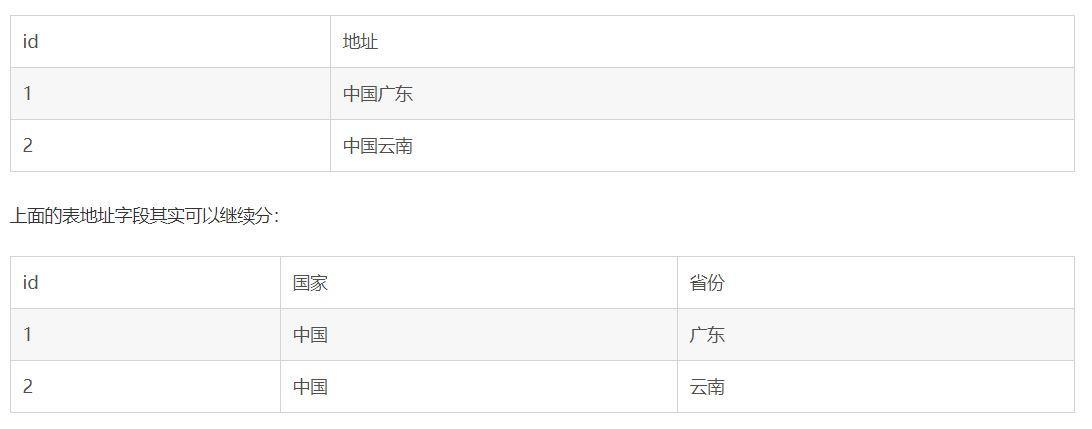 id 地址
1 中国广东
2 中国云南
上面的表地址字段其实可以继续分：
id 国家 省份
1 中国 广东
2 中国 云南